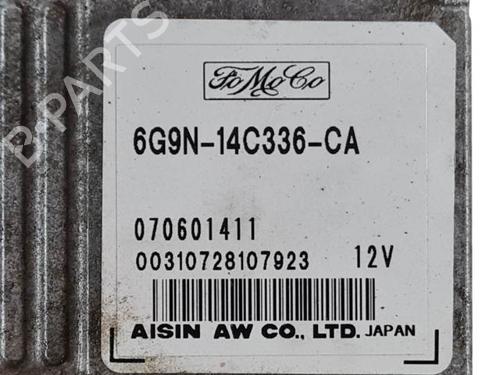 FoMoCo
6G9N-14C336-CA
070601411
00310728107923 12V
AISIN AW CO., LTD. JAPAN
B-PARTS